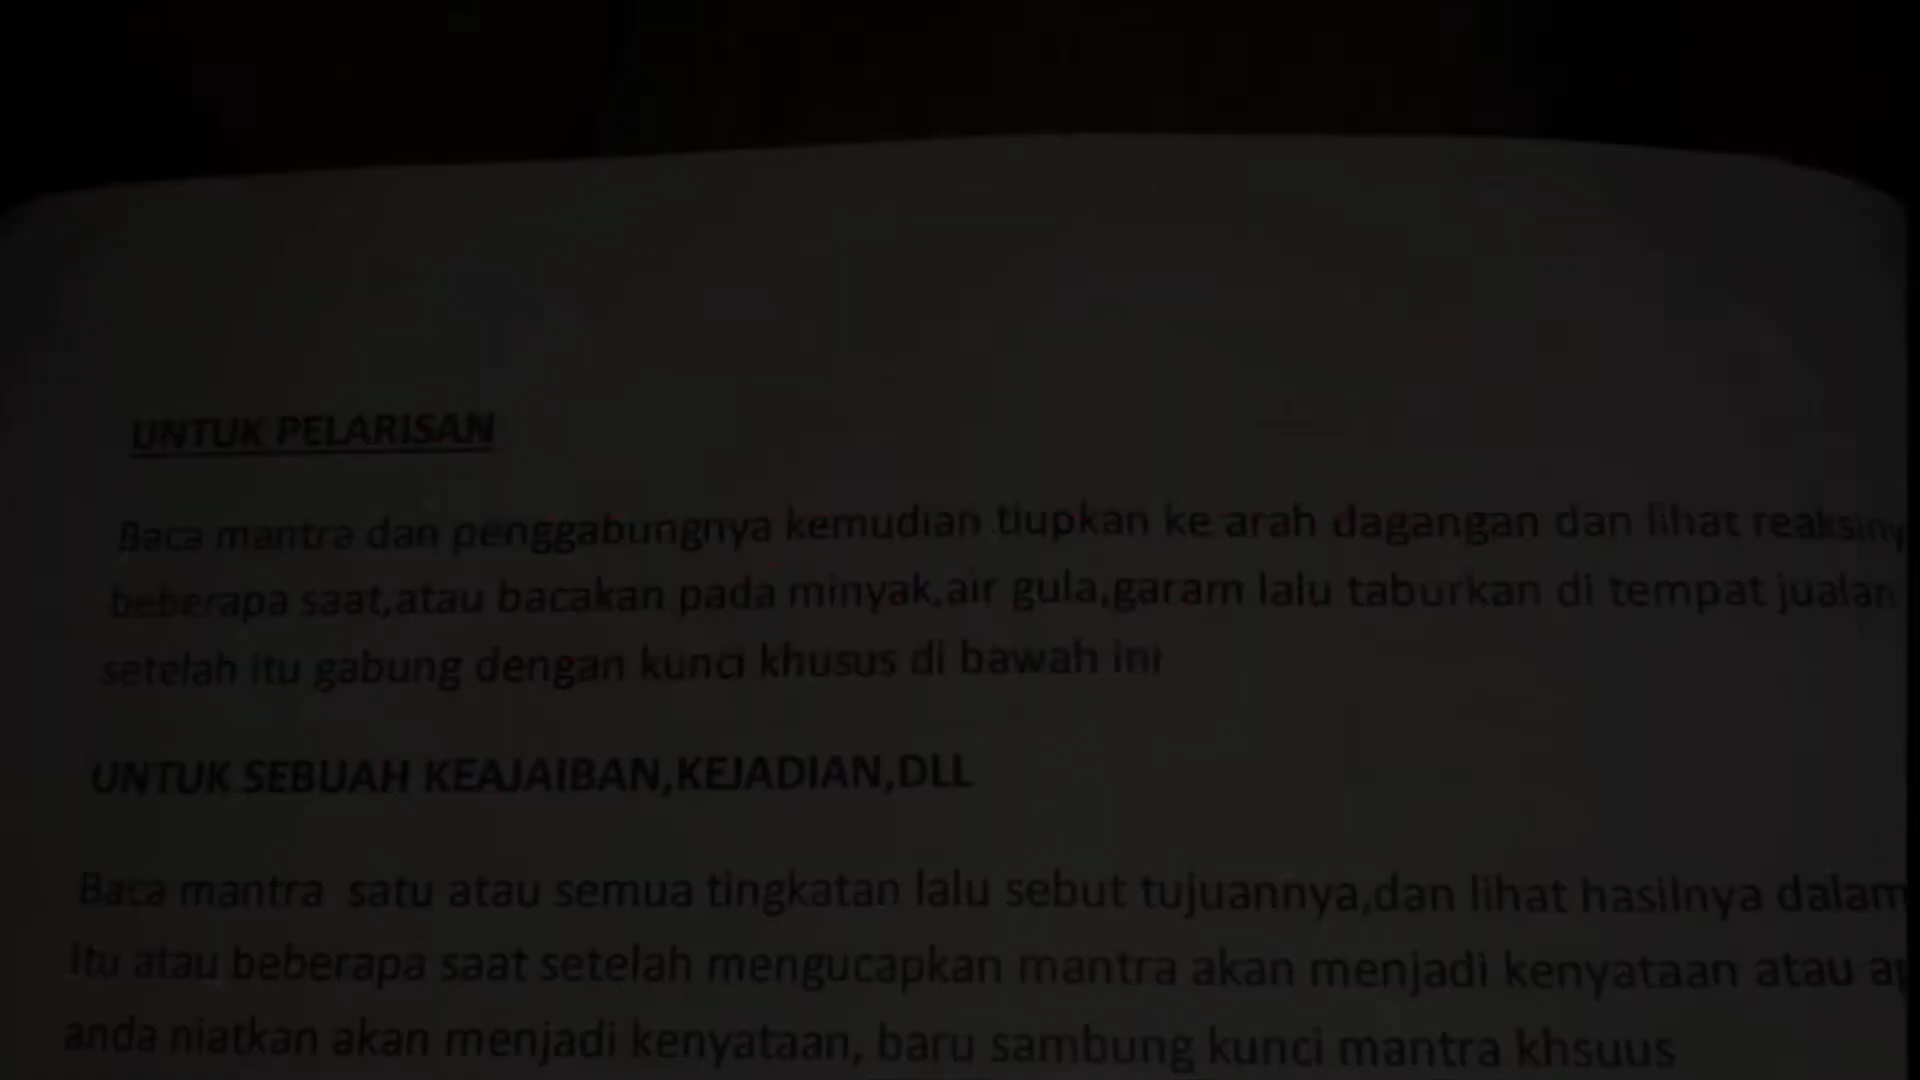 UNTUK PELARISAN
Baca mantra dan penggabungnya kemudian tiupkan ke arah dagangan dan lihat
beberapa saat,atau bacakan pada minyak,air gula,garam lalu taburkan di tempat jualan
setelah itu gabung dengan kunci khusus di bawah ini
UNTUK SEBUAH KEAJAIBAN,KEJADIAN,DLL
Baca mantra satu atau semua tingkatan lalu sebut tujuannya,dan lihat hasilnya dalam
itu atau beberapa saat setelah mengucapkan mantra akan menjadi kenyataan atau
anda niatkan akan menjadi kenyataan, baru sambung kunci mantra khsuus